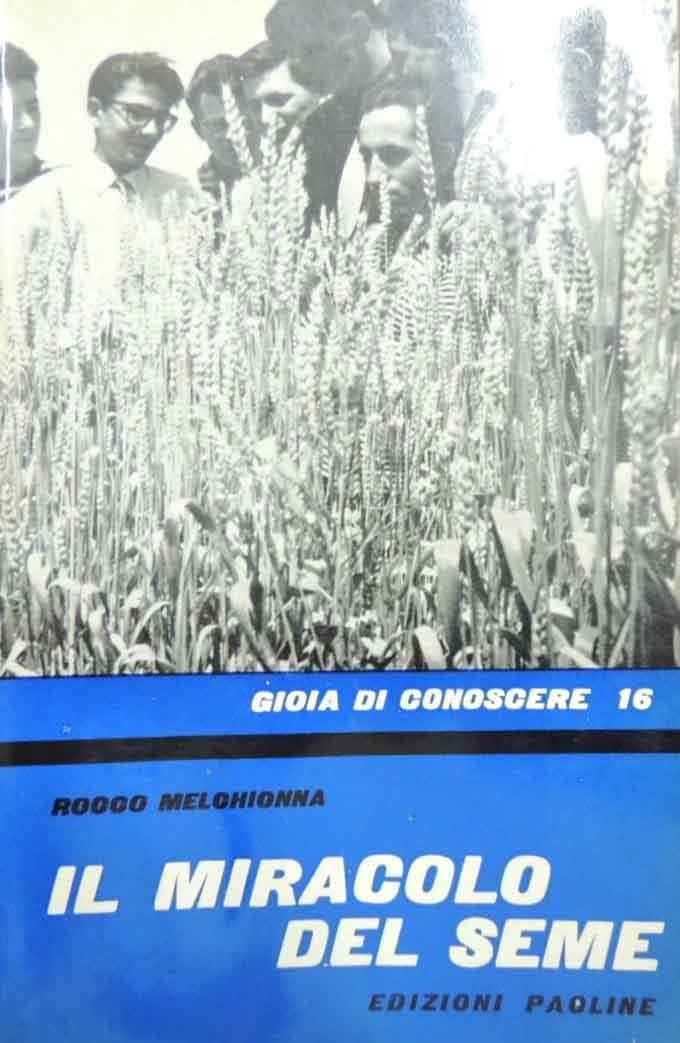 GIOIA DI CONOSCERE 16
ROCCO MELCHIONNA
IL MIRACOLO
DEL SEME
EDIZIONI PAOLINE